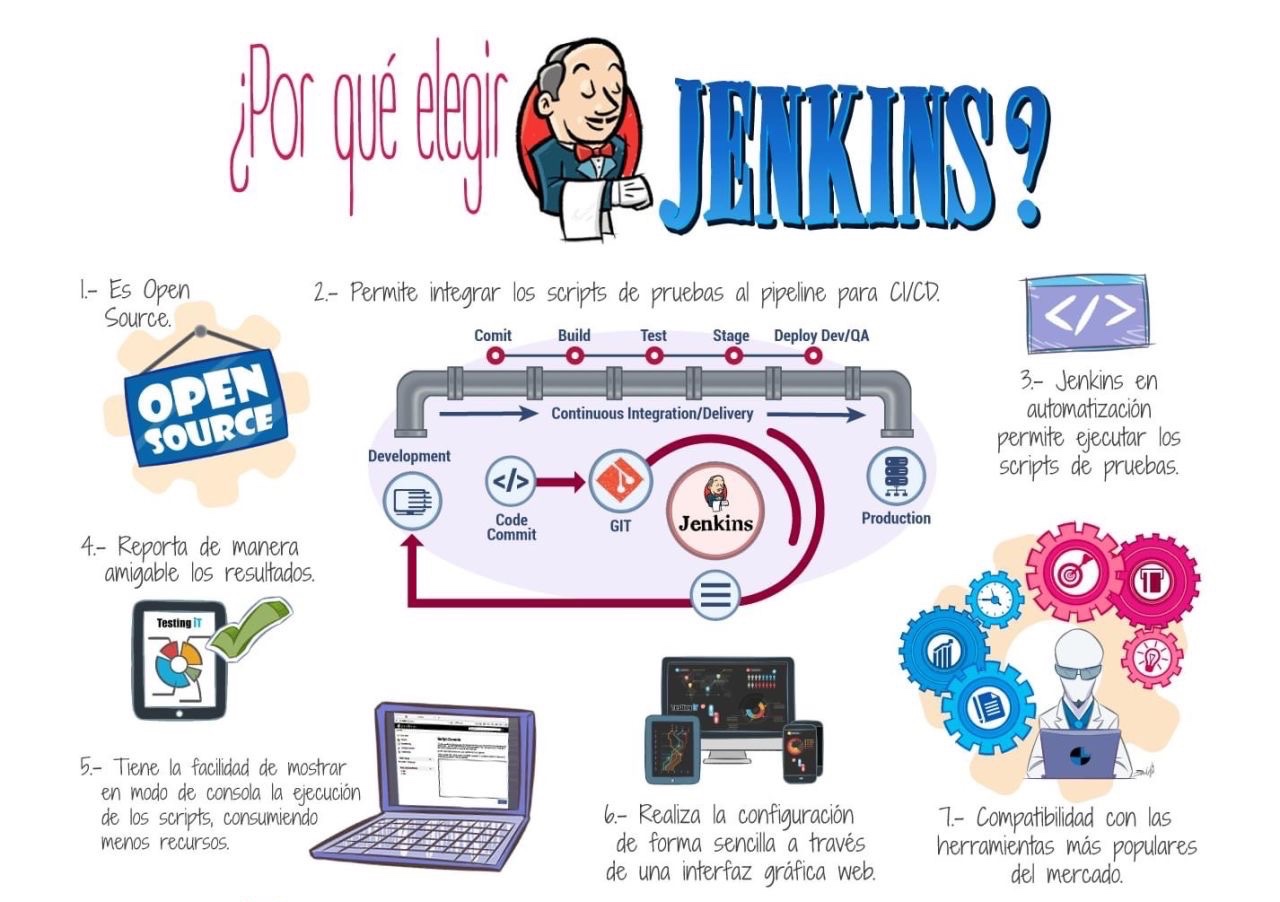 ¿Por qué elegir JENKINS?
1.- Es Open
Source.
OPEN
SOURCE
2.- Permite integrar los scripts de pruebas al pipeline para CI/CD.
Comit Build Test Stage Deploy Dev/QA
Continuous Integration/Delivery
Development
Code
Commit
GIT
Jenkins
Production
</>
3.- Jenkins en
automatización
permite ejecutar los
scripts de pruebas.
4.- Reporta de manera
amigable los resultados.
Testing iT
5.- Tiene la facilidad de mostrar
en modo de consola la ejecución
de los scripts, consumiendo
menos recursos.
Script Console
Testing iT
6.- Realiza la configuración
de forma sencilla a través
de una interfaz gráfica web.
7.- Compatibilidad con las
herramientas más populares
del mercado.